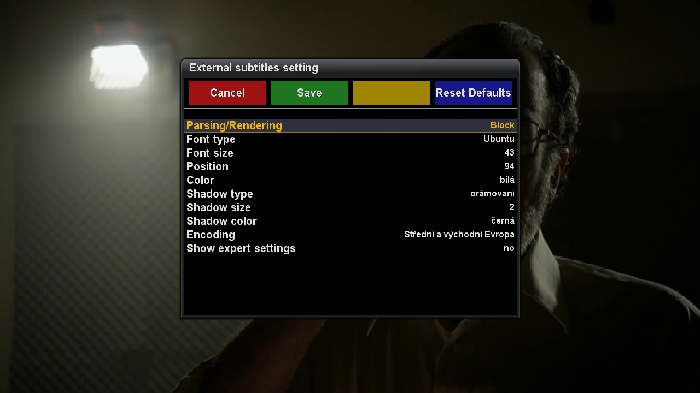 External subtitles setting
Cancel Save Reset Defaults
Parsing/Rendering Block
Font type Ubuntu
Font size 43
Position 94
Color bílá
Shadow type orámovaní
Shadow size 2
Shadow color černá
Encoding Střední a východní Evropa
Show expert settings no